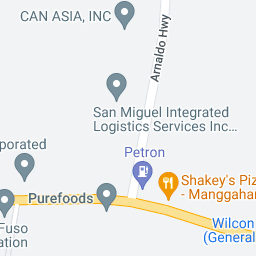 CAN ASIA, INC
Arnaldo Hwy
San Miguel Integrated
Logistics Services Inc...
orporated
Petron
Shakey's Piz
- Manggahan
Purefoods
Fuso
ation
Wilcon
(General